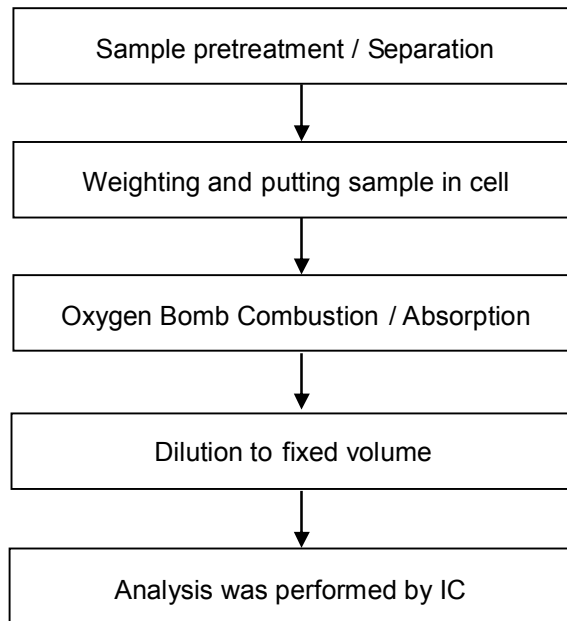 Sample pretreatment / Separation
Weighting and putting sample in cell
Oxygen Bomb Combustion / Absorption
Dilution to fixed volume
Analysis was performed by IC